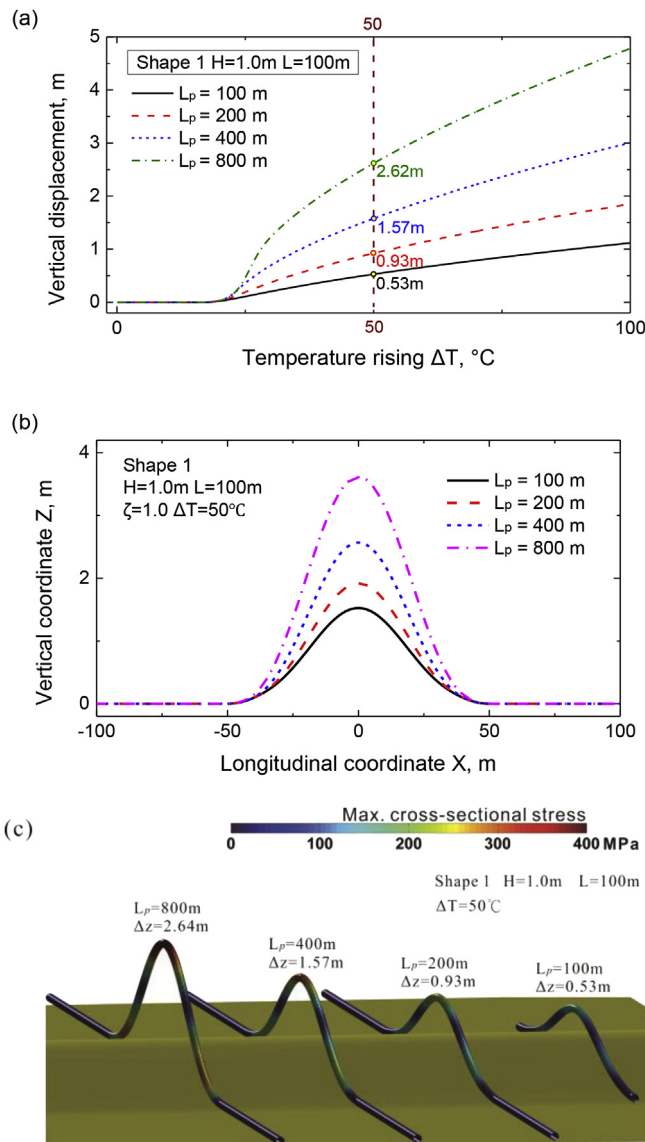 (a)
50
5
4
3
2
1
0
Vertical displacement, m
Shape 1 H=1.0m L=100m
Lp = 100 m
Lp = 200 m
Lp = 400 m
Lp = 800 m
2.62m
1.57m
0.93m
0.53m
0
50
100
Temperature rising ΔT, °C
(b)
4
2
0
Vertical coordinate Z, m
Shape 1
H=1.0m L=100m
ζ=1.0 ΔT=50℃
Lp = 100 m
Lp = 200 m
Lp = 400 m
Lp = 800 m
-100
-50
0
50
100
Longitudinal coordinate X, m
(c)
Max. cross-sectional stress
0
100
200
300
400 MPa
Shape 1 H=1.0m L=100m
ΔT=50℃
Lp=800m
Δz=2.64m
Lp=400m
Δz=1.57m
Lp=200m
Δz=0.93m
Lp=100m
Δz=0.53m